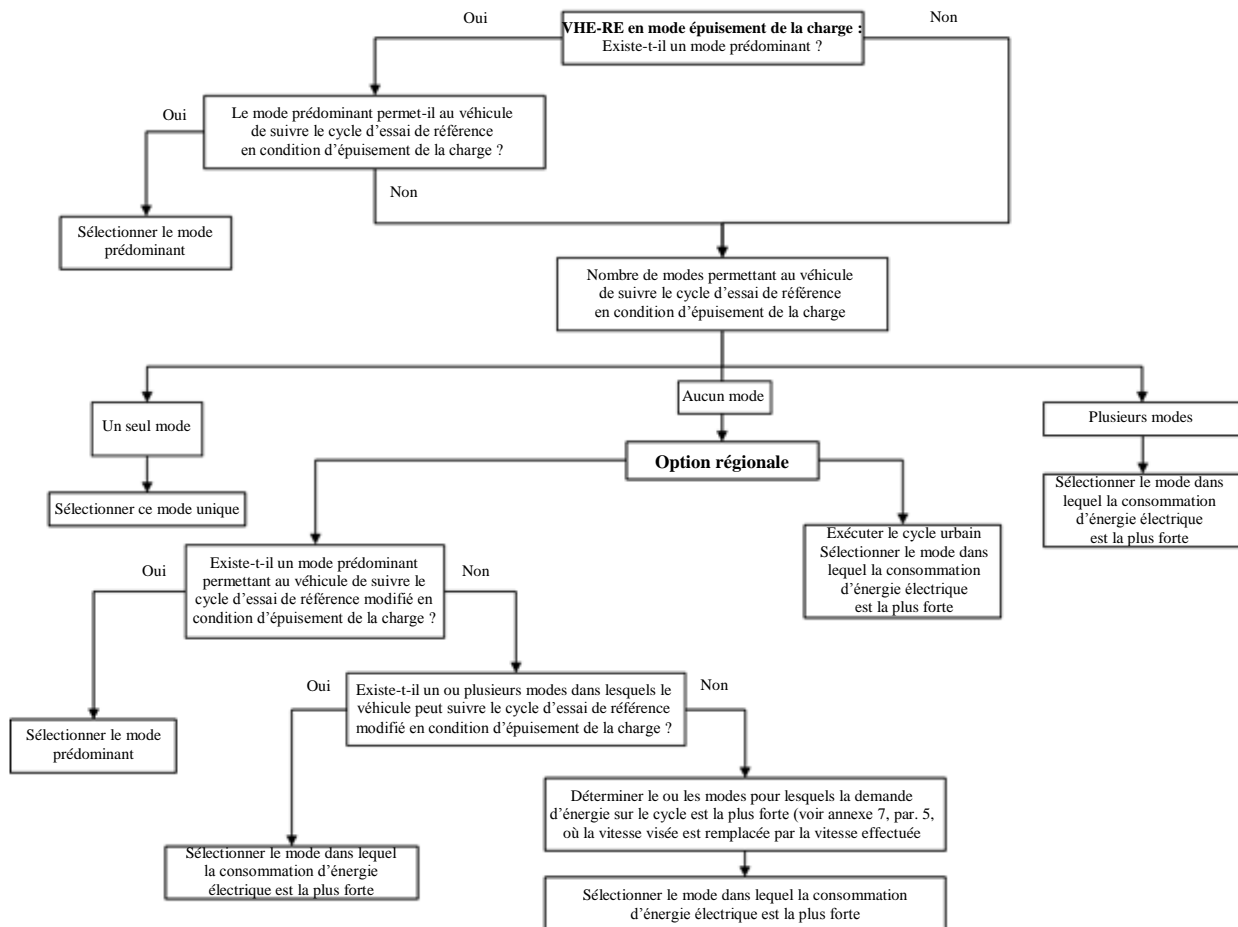 Oui
VHE-RE en mode épuisement de la charge :
Existe-t-il un mode prédominant ?
Non
Oui
Le mode prédominant permet-il au véhicule
de suivre le cycle d’essai de référence
en condition d’épuisement de la charge ?
Non
Sélectionner le mode
prédominant
Nombre de modes permettant au véhicule
de suivre le cycle d’essai de référence
en condition d’épuisement de la charge
Un seul mode
Aucun mode
Plusieurs modes
Option régionale
Sélectionner ce mode unique
Sélectionner le mode dans
lequel la consommation
d’énergie électrique
est la plus forte
Exécuter le cycle urbain
Sélectionner le mode dans
lequel la consommation
d’énergie électrique
est la plus forte
Oui
Existe-t-il un mode prédominant
permettant au véhicule de suivre le
cycle d’essai de référence modifié en
condition d’épuisement de la charge ?
Non
Sélectionner le mode
prédominant
Oui
Existe-t-il un ou plusieurs modes dans lesquels le
véhicule peut suivre le cycle d’essai de référence
modifié en condition d’épuisement de la charge ?
Non
Déterminer le ou les modes pour lesquels la demande
d’énergie sur le cycle est la plus forte (voir annexe 7, par. 5,
où la vitesse visée est remplacée par la vitesse effectuée
Sélectionner le mode dans lequel
la consommation d’énergie
électrique est la plus forte
Sélectionner le mode dans lequel la consommation
d’énergie électrique est la plus forte